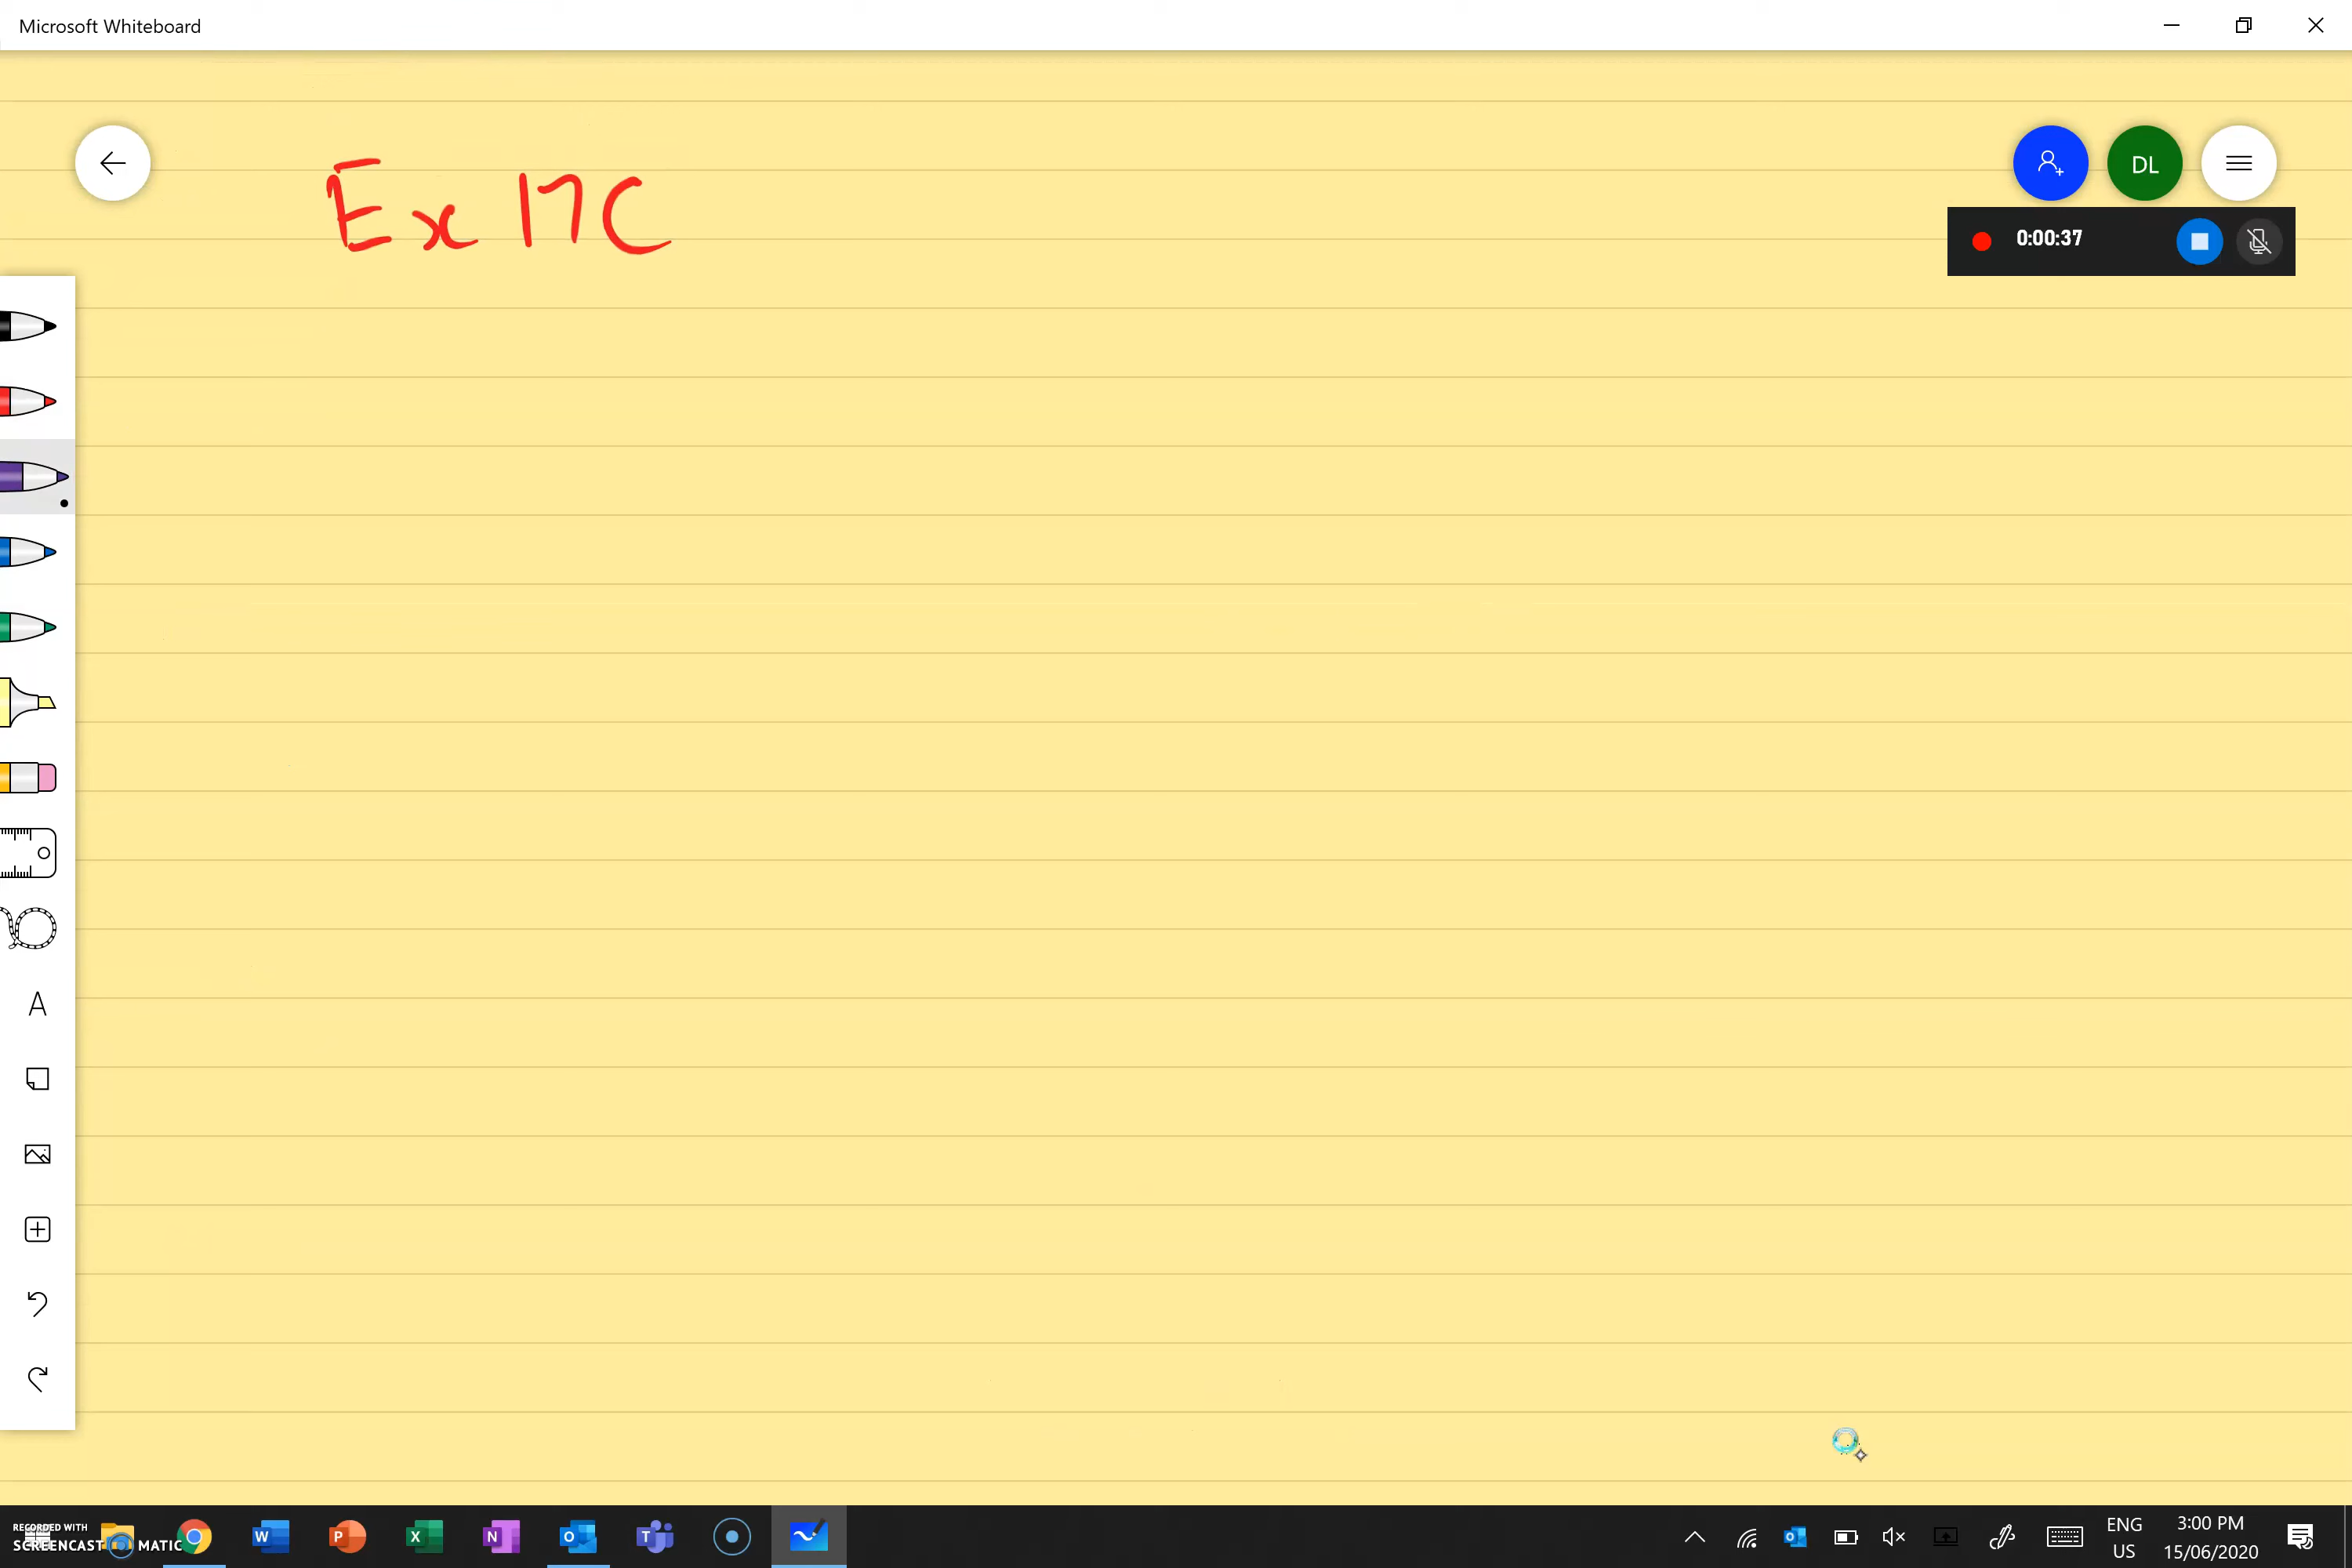 Microsoft Whiteboard
Ex 17C
DL
0:00:37
A
RECORDED WITH
SCREENCAST MATIC
W
P
X
N
O
T
O
ENG
US
3:00 PM
15/06/2020